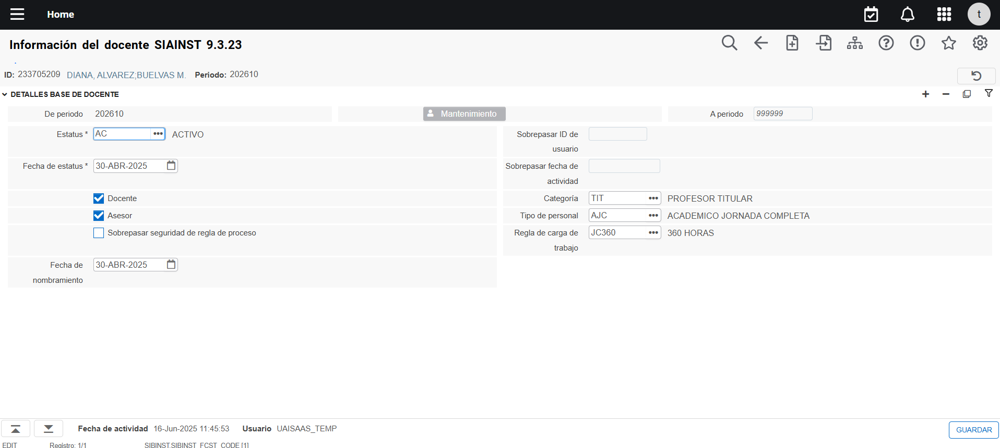 Home
t
Información del docente SIAINST 9.3.23
ID: 233705209 DIANA, ALVAREZ;BUELVAS M. Periodo: 202610
DETALLES BASE DE DOCENTE
De periodo 202610 Mantenimiento A periodo 999999
Estatus * AC ACTIVO
Sobrepasar ID de
usuario
Fecha de estatus * 30-ABR-2025
Sobrepasar fecha de
actividad
Docente
Categoría TIT PROFESOR TITULAR
Asesor
Tipo de personal AJC ACADEMICO JORNADA COMPLETA
Sobrepasar seguridad de regla de proceso
Regla de carga de
trabajo
JC360 360 HORAS
Fecha de
nombramiento
30-ABR-2025
Fecha de actividad 16-Jun-2025 11:45:53 Usuario UAISAAS_TEMP
GUARDAR
EDIT Registro: 1/1 SIBINST.SIBINST_FCST_CODE [1]